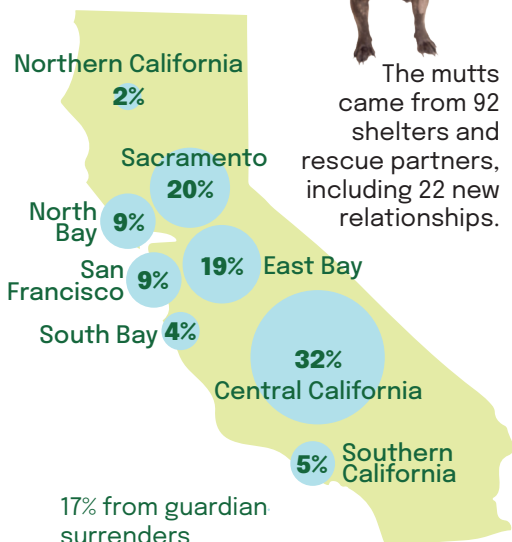 The mutts
came from 92
shelters and
rescue partners,
including 22 new
relationships.
Northern California
2%
Sacramento
20%
North
Bay
9%
San
Francisco
9%
19%
East Bay
South Bay
4%
32%
Central California
5%
Southern
California
17% from guardian
surrenders